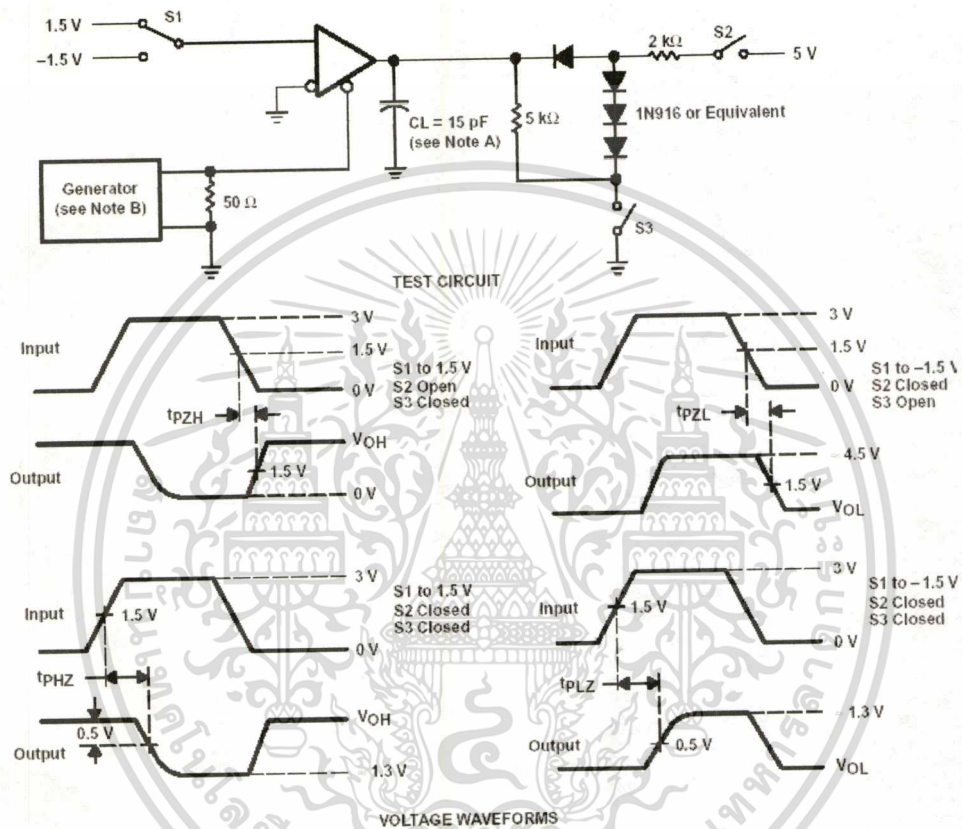 1.5 V
S1
–1.5 V
2 kΩ
S2
5 V
CL = 15 pF
(see Note A)
5 kΩ
1N916 or Equivalent
Generator
(see Note B)
50 Ω
S3
TEST CIRCUIT
Input
3 V
1.5 V
0 V
S1 to 1.5 V
S2 Open
S3 Closed
tPZH
Output
VOH
1.5 V
0 V
Input
3 V
1.5 V
0 V
S1 to –1.5 V
S2 Closed
S3 Open
tPZL
Output
4.5 V
1.5 V
VOL
Input
3 V
1.5 V
0 V
S1 to 1.5 V
S2 Closed
S3 Closed
tPHZ
0.5 V
Output
VOH
1.3 V
Input
3 V
1.5 V
0 V
S1 to – 1.5 V
S2 Closed
S3 Closed
tPLZ
Output
1.3 V
0.5 V
VOL
VOLTAGE WAVEFORMS